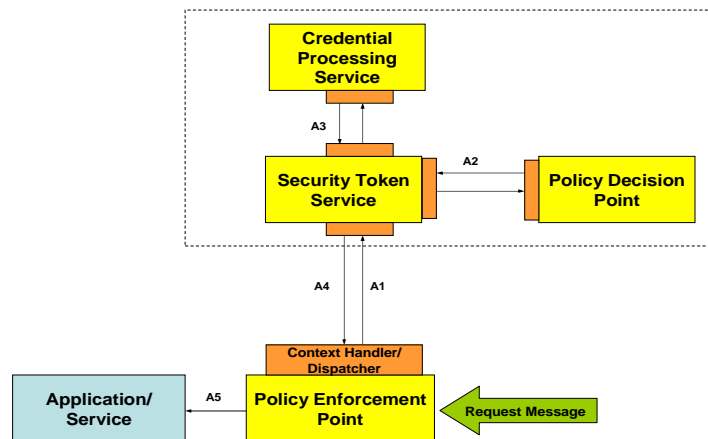 Credential
Processing
Service
A3
A2
Security Token
Service
Policy Decision
Point
A4
A1
Context Handler/
Dispatcher
Application/
Service
A5
Policy Enforcement
Point
Request Message